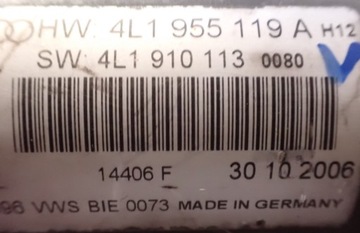 HW: 4L1 955 119 A H12
SW: 4L1 910 113 0080
14406 F 30 10 2006
96 VWS BIE 0073 MADE IN GERMANY